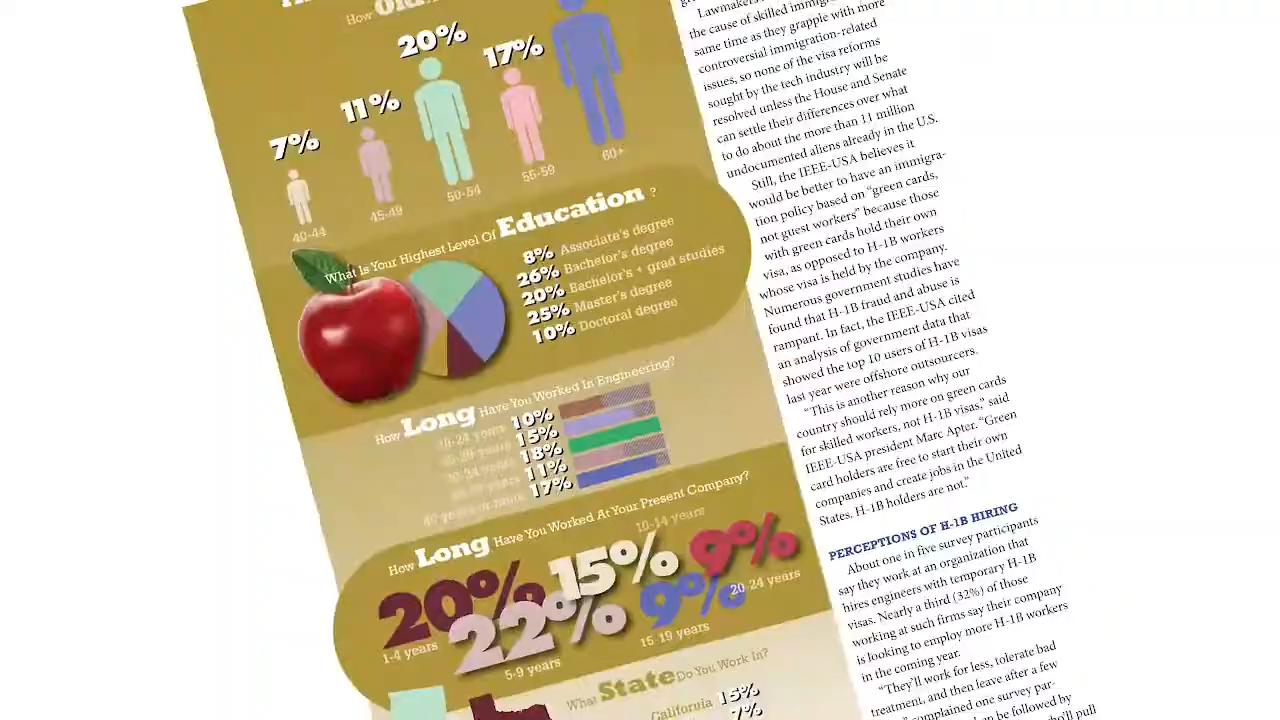 How Old
20%
17%
11%
7%
60+
55-59
50-54
45-49
40-44
What Is Your Highest Level Of Education ?
8% Associate's degree
26% Bachelor's degree
20% Bachelor's + grad studies
25% Master's degree
10% Doctoral degree
How Long Have You Worked In Engineering?
10%
15%
18%
11%
17%
40 years or more
How Long Have You Worked At Your Present Company?
10-14 years
20%
15%
9%
22%
9%
20-24 years
1-4 years
5-9 years
15-19 years
What State Do You Work In?
California 15%
7%
Lawmakers
the cause of skilled
same time as they grapple with more
controversial immigration-related
issues, so none of the visa reforms
sought by the tech industry will be
resolved unless the House and Senate
can settle their differences over what
to do about the more than 11 million
undocumented aliens already in the U.S.
Still, the IEEE-USA believes it
would be better to have an immigra-
tion policy based on “green cards,
not guest workers” because those
with green cards hold their own
visa, as opposed to H-1B workers
whose visa is held by the company.
Numerous government studies have
found that H-1B fraud and abuse is
rampant. In fact, the IEEE-USA cited
an analysis of government data that
showed the top 10 users of H-1B visas
last year were offshore outsourcers.
“This is another reason why our
country should rely more on green cards
for skilled workers, not H-1B visas,” said
IEEE-USA president Marc Apter. “Green
card holders are free to start their own
companies and create jobs in the United
States. H-1B holders are not.”
PERCEPTIONS OF H-1B HIRING
About one in five survey participants
say they work at an organization that
hires engineers with temporary H-1B
visas. Nearly a third (32%) of those
working at such firms say their company
is looking to employ more H-1B workers
in the coming year.
“They’ll work for less, tolerate bad
treatment, and then leave after a few
complained one survey par-
can be followed by